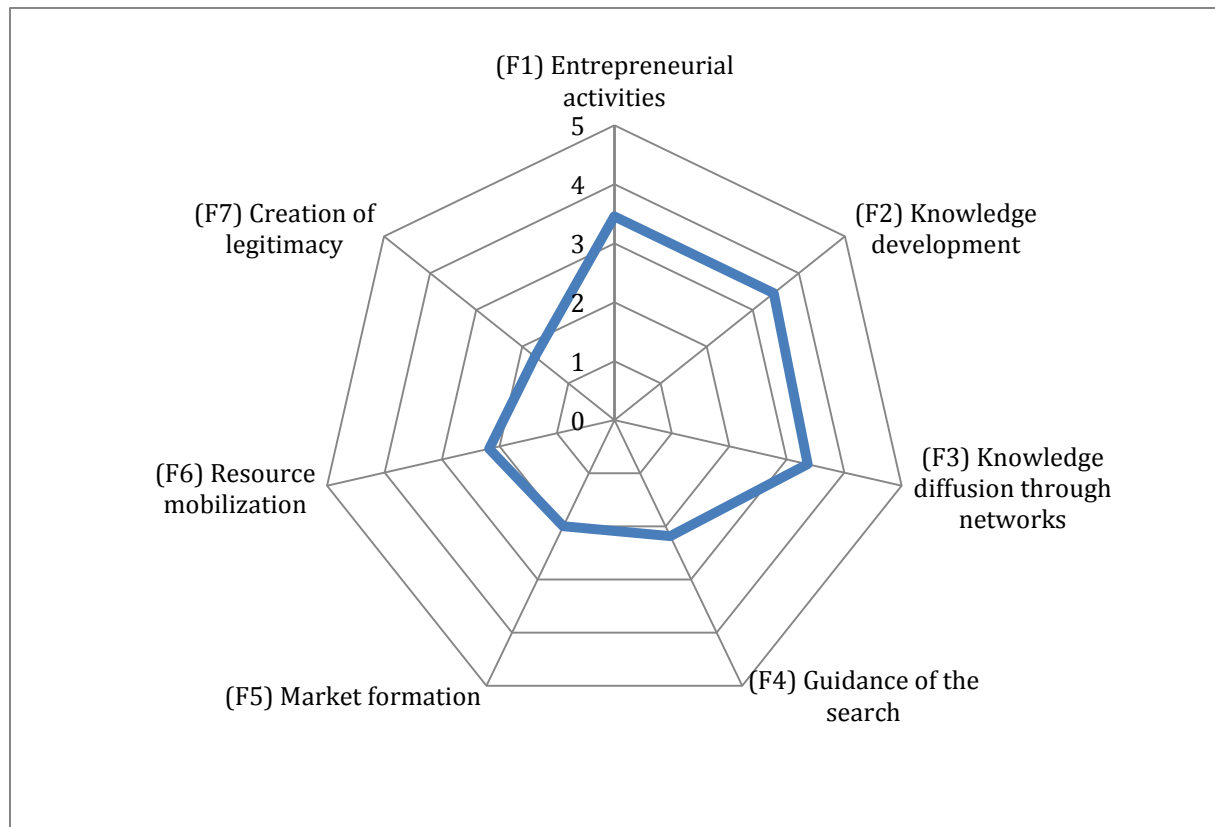 (F1) Entrepreneurial
activities
5
4
3
2
1
0
(F2) Knowledge
development
(F3) Knowledge
diffusion through
networks
(F4) Guidance of the
search
(F5) Market formation
(F6) Resource
mobilization
(F7) Creation of
legitimacy